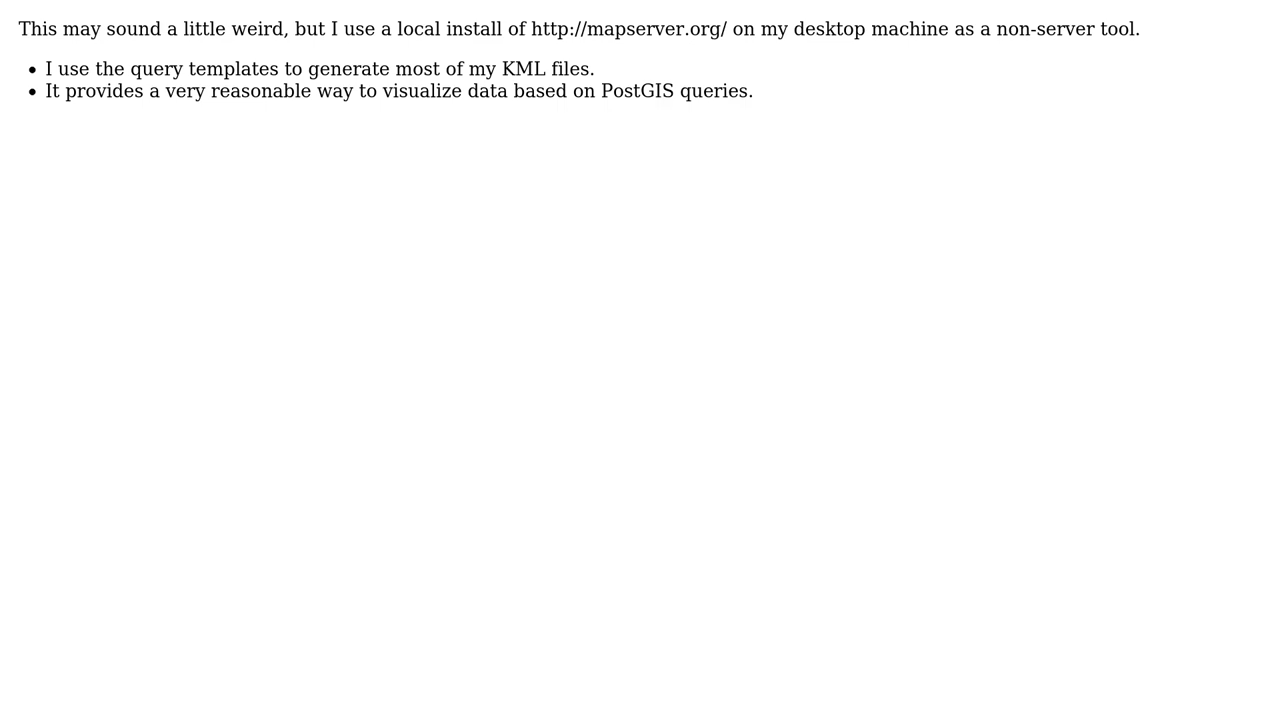 This may sound a little weird, but I use a local install of http://mapserver.org/ on my desktop machine as a non-server tool.
• I use the query templates to generate most of my KML files.
• It provides a very reasonable way to visualize data based on PostGIS queries.